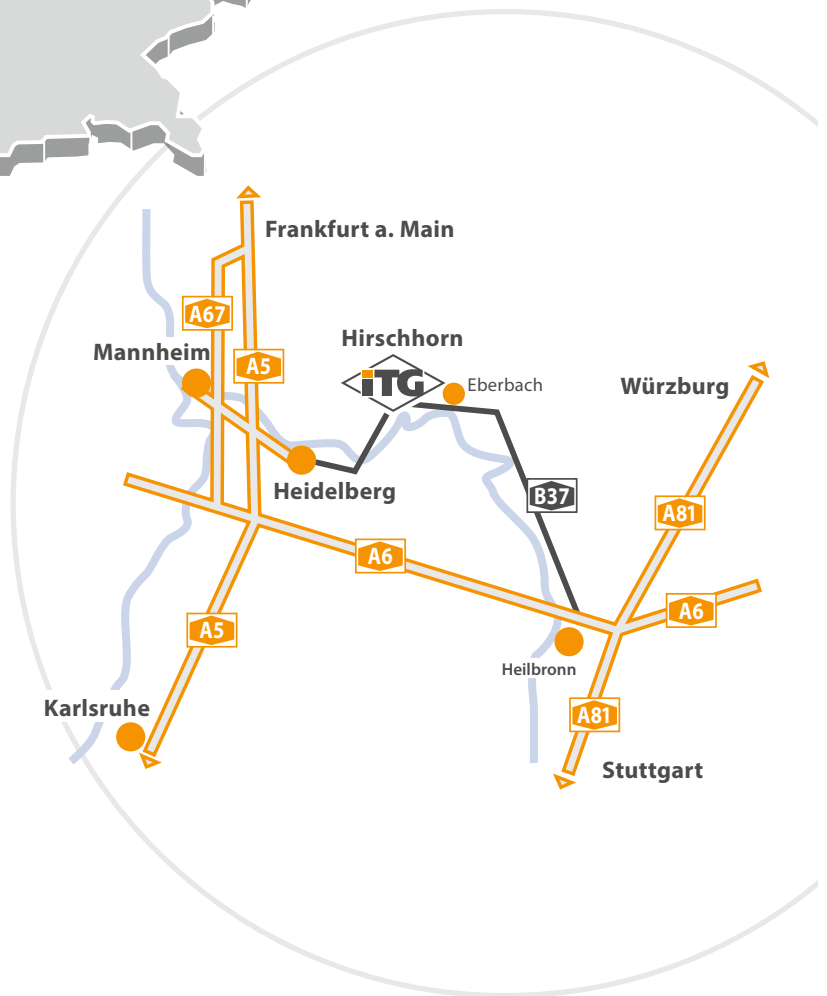 Frankfurt a. Main
A67
Hirschhorn
Mannheim
A5
iTG
Eberbach
Würzburg
Heidelberg
B37
A81
A6
A6
A5
Heilbronn
Karlsruhe
A81
Stuttgart